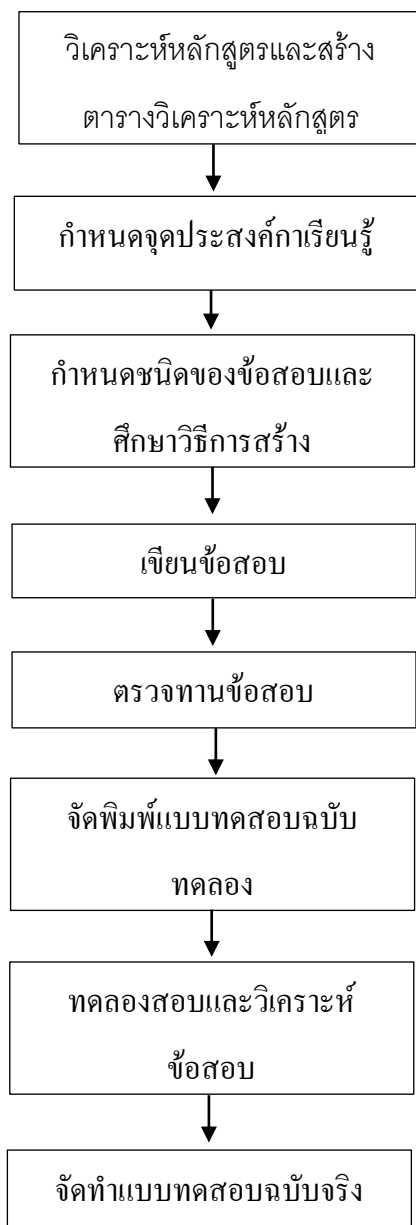 วิเคราะห์หลักสูตรและสร้าง
ตารางวิเคราะห์หลักสูตร
กำหนดจุดประสงค์กาเรียนรู้
กำหนดชนิดของข้อสอบและ
ศึกษาวิธีการสร้าง
เขียนข้อสอบ
ตรวจทานข้อสอบ
จัดพิมพ์แบบทดสอบฉบับ
ทดลอง
ทดลองสอบและวิเคราะห์
ข้อสอบ
จัดทำแบบทดสอบฉบับจริง